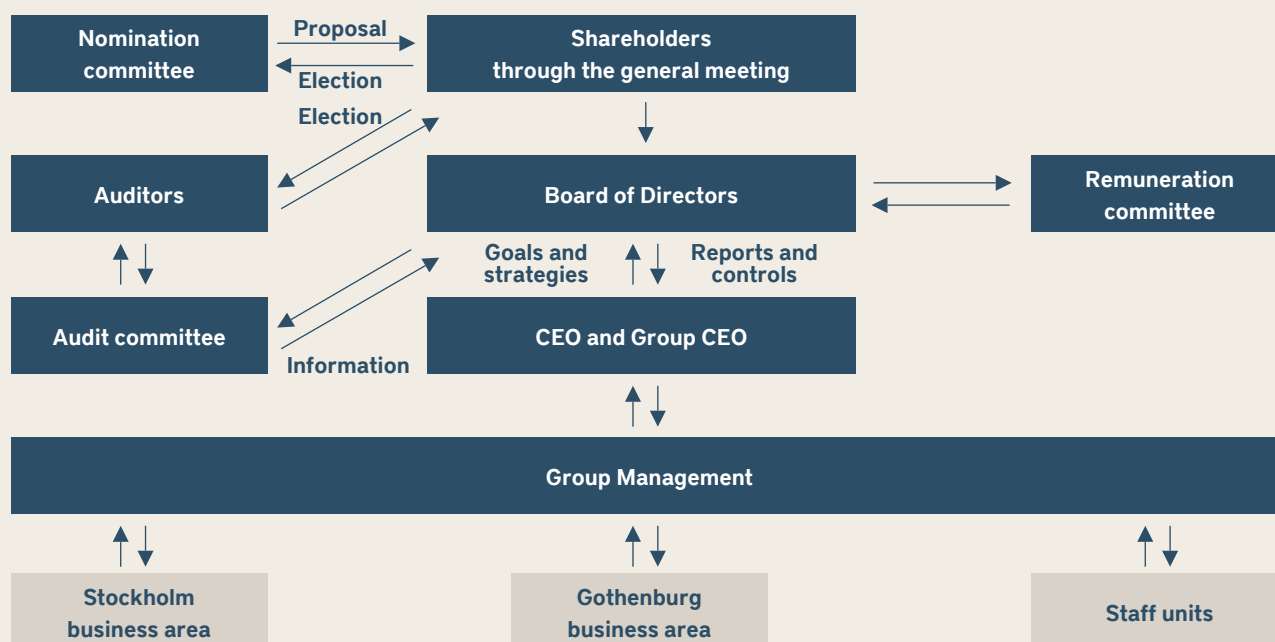 Nomination
committee
Proposal
Election
Shareholders
through the general meeting
Election
Auditors
Board of Directors
Remuneration
committee
Goals and
strategies
Reports and
controls
Audit committee
Information
CEO and Group CEO
Group Management
Stockholm
business area
Gothenburg
business area
Staff units